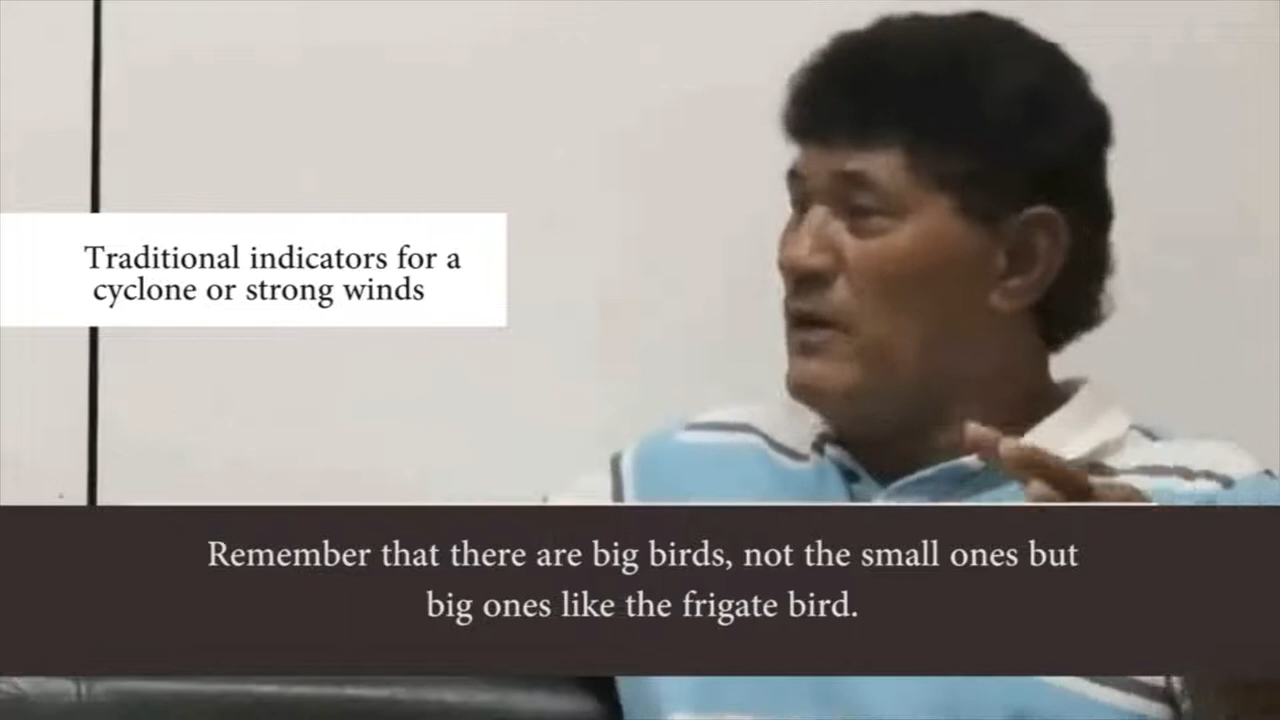 Traditional indicators for a
cyclone or strong winds
Remember that there are big birds, not the small ones but
big ones like the frigate bird.